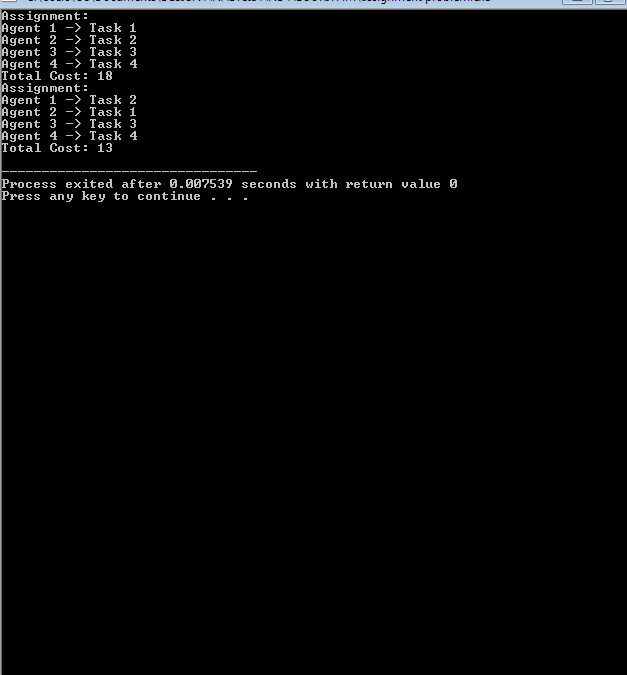 Assignment:
Agent 1 -> Task 1
Agent 2 -> Task 2
Agent 3 -> Task 3
Agent 4 -> Task 4
Total Cost: 18
Assignment:
Agent 1 -> Task 2
Agent 2 -> Task 1
Agent 3 -> Task 3
Agent 4 -> Task 4
Total Cost: 13
--------------------------------
Process exited after 0.007539 seconds with return value 0
Press any key to continue . . .